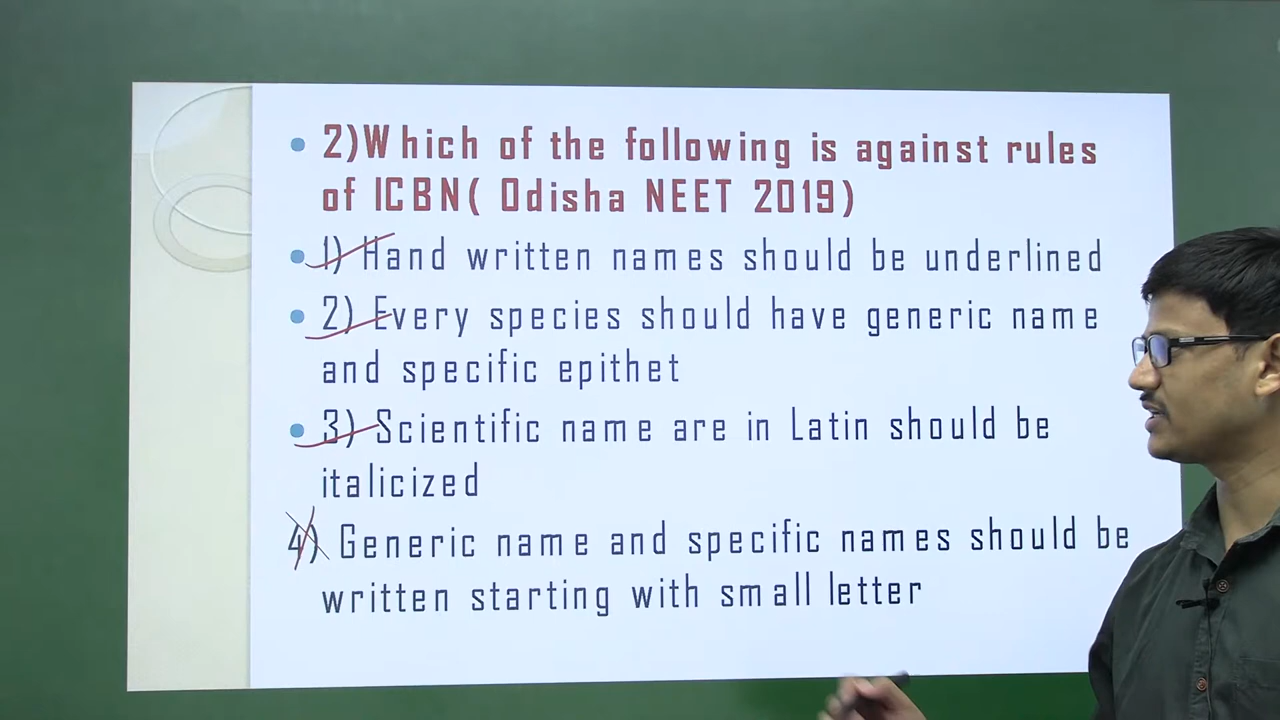 2)Which of the following is against rules
of ICBN( Odisha NEET 2019)
1) Hand written names should be underlined
2) Every species should have generic name
and specific epithet
3) Scientific name are in Latin should be
italicized
4) Generic name and specific names should be
written starting with small letter